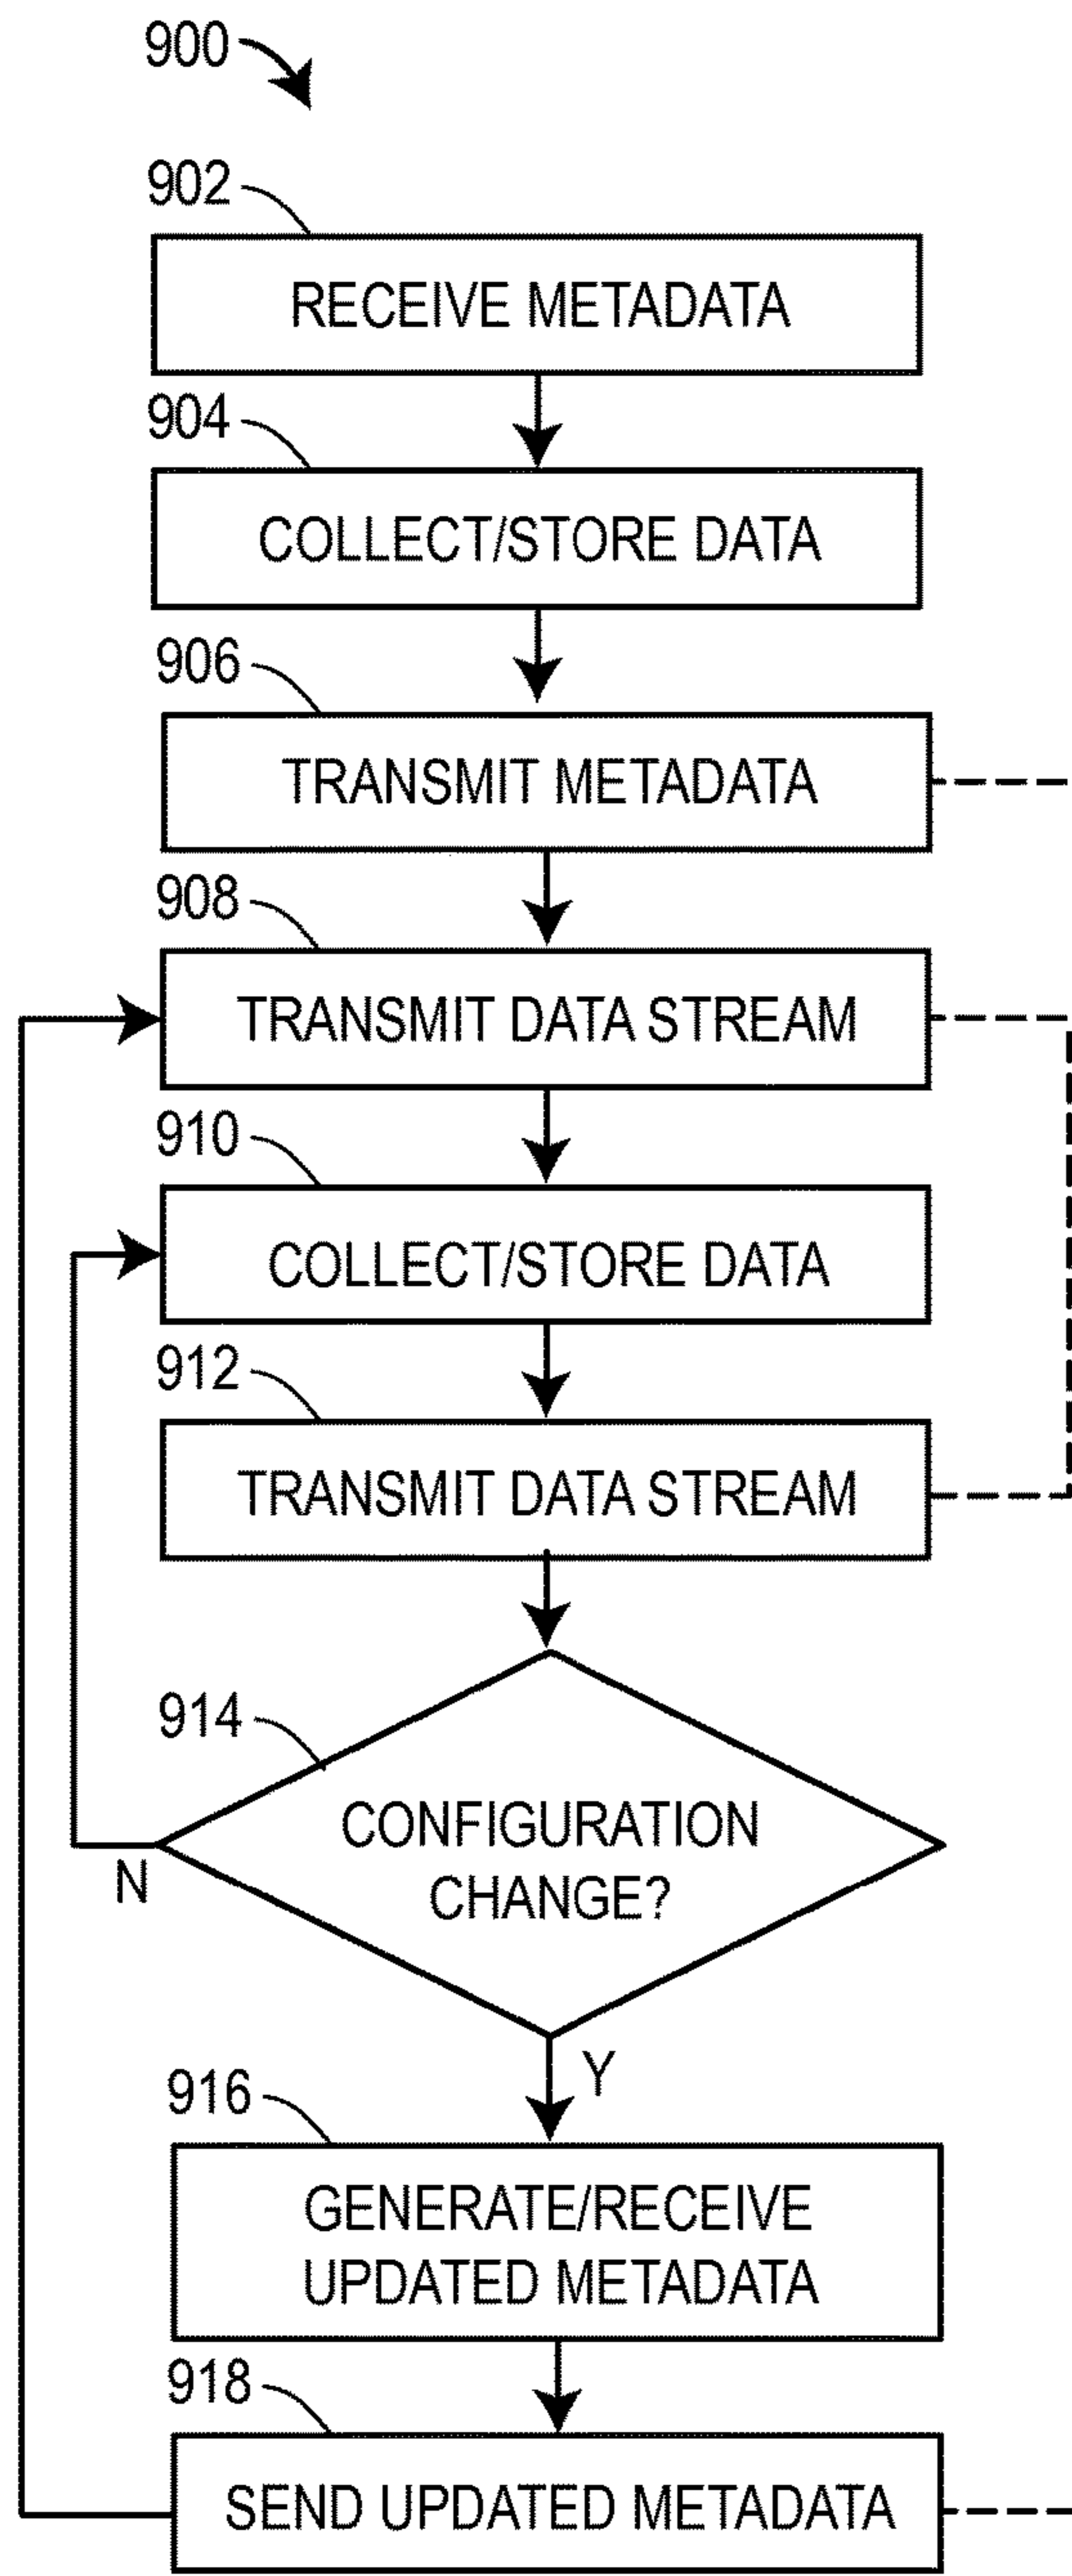 900
902
RECEIVE METADATA
904
COLLECT/STORE DATA
906
TRANSMIT METADATA
908
TRANSMIT DATA STREAM
910
COLLECT/STORE DATA
912
TRANSMIT DATA STREAM
914
CONFIGURATION
CHANGE?
N
Y
916
GENERATE/RECEIVE
UPDATED METADATA
918
SEND UPDATED METADATA